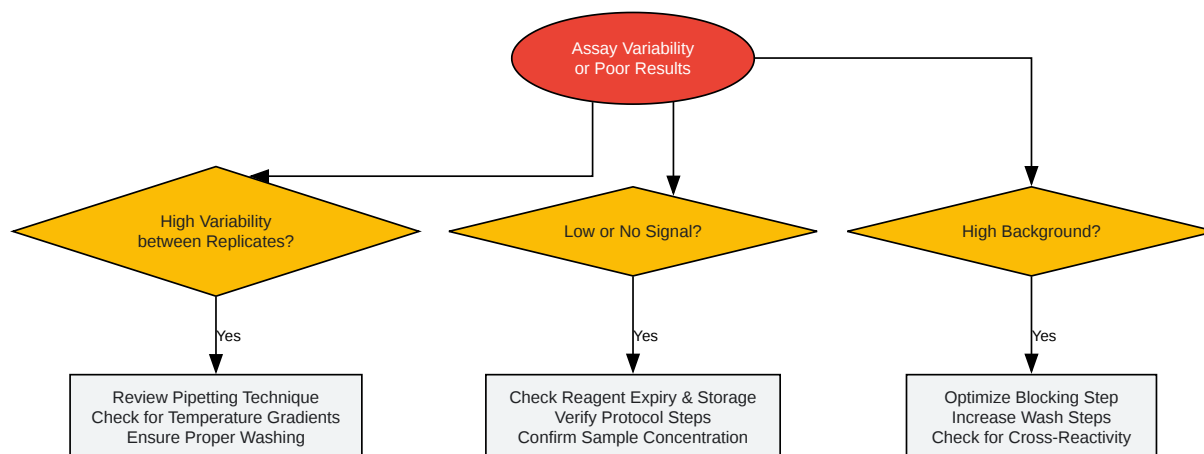 Assay Variability
or Poor Results
High Variability
between Replicates?
Low or No Signal?
High Background?
Yes
Yes
Yes
Review Pipetting Technique
Check for Temperature Gradients
Ensure Proper Washing
Check Reagent Expiry & Storage
Verify Protocol Steps
Confirm Sample Concentration
Optimize Blocking Step
Increase Wash Steps
Check for Cross-Reactivity